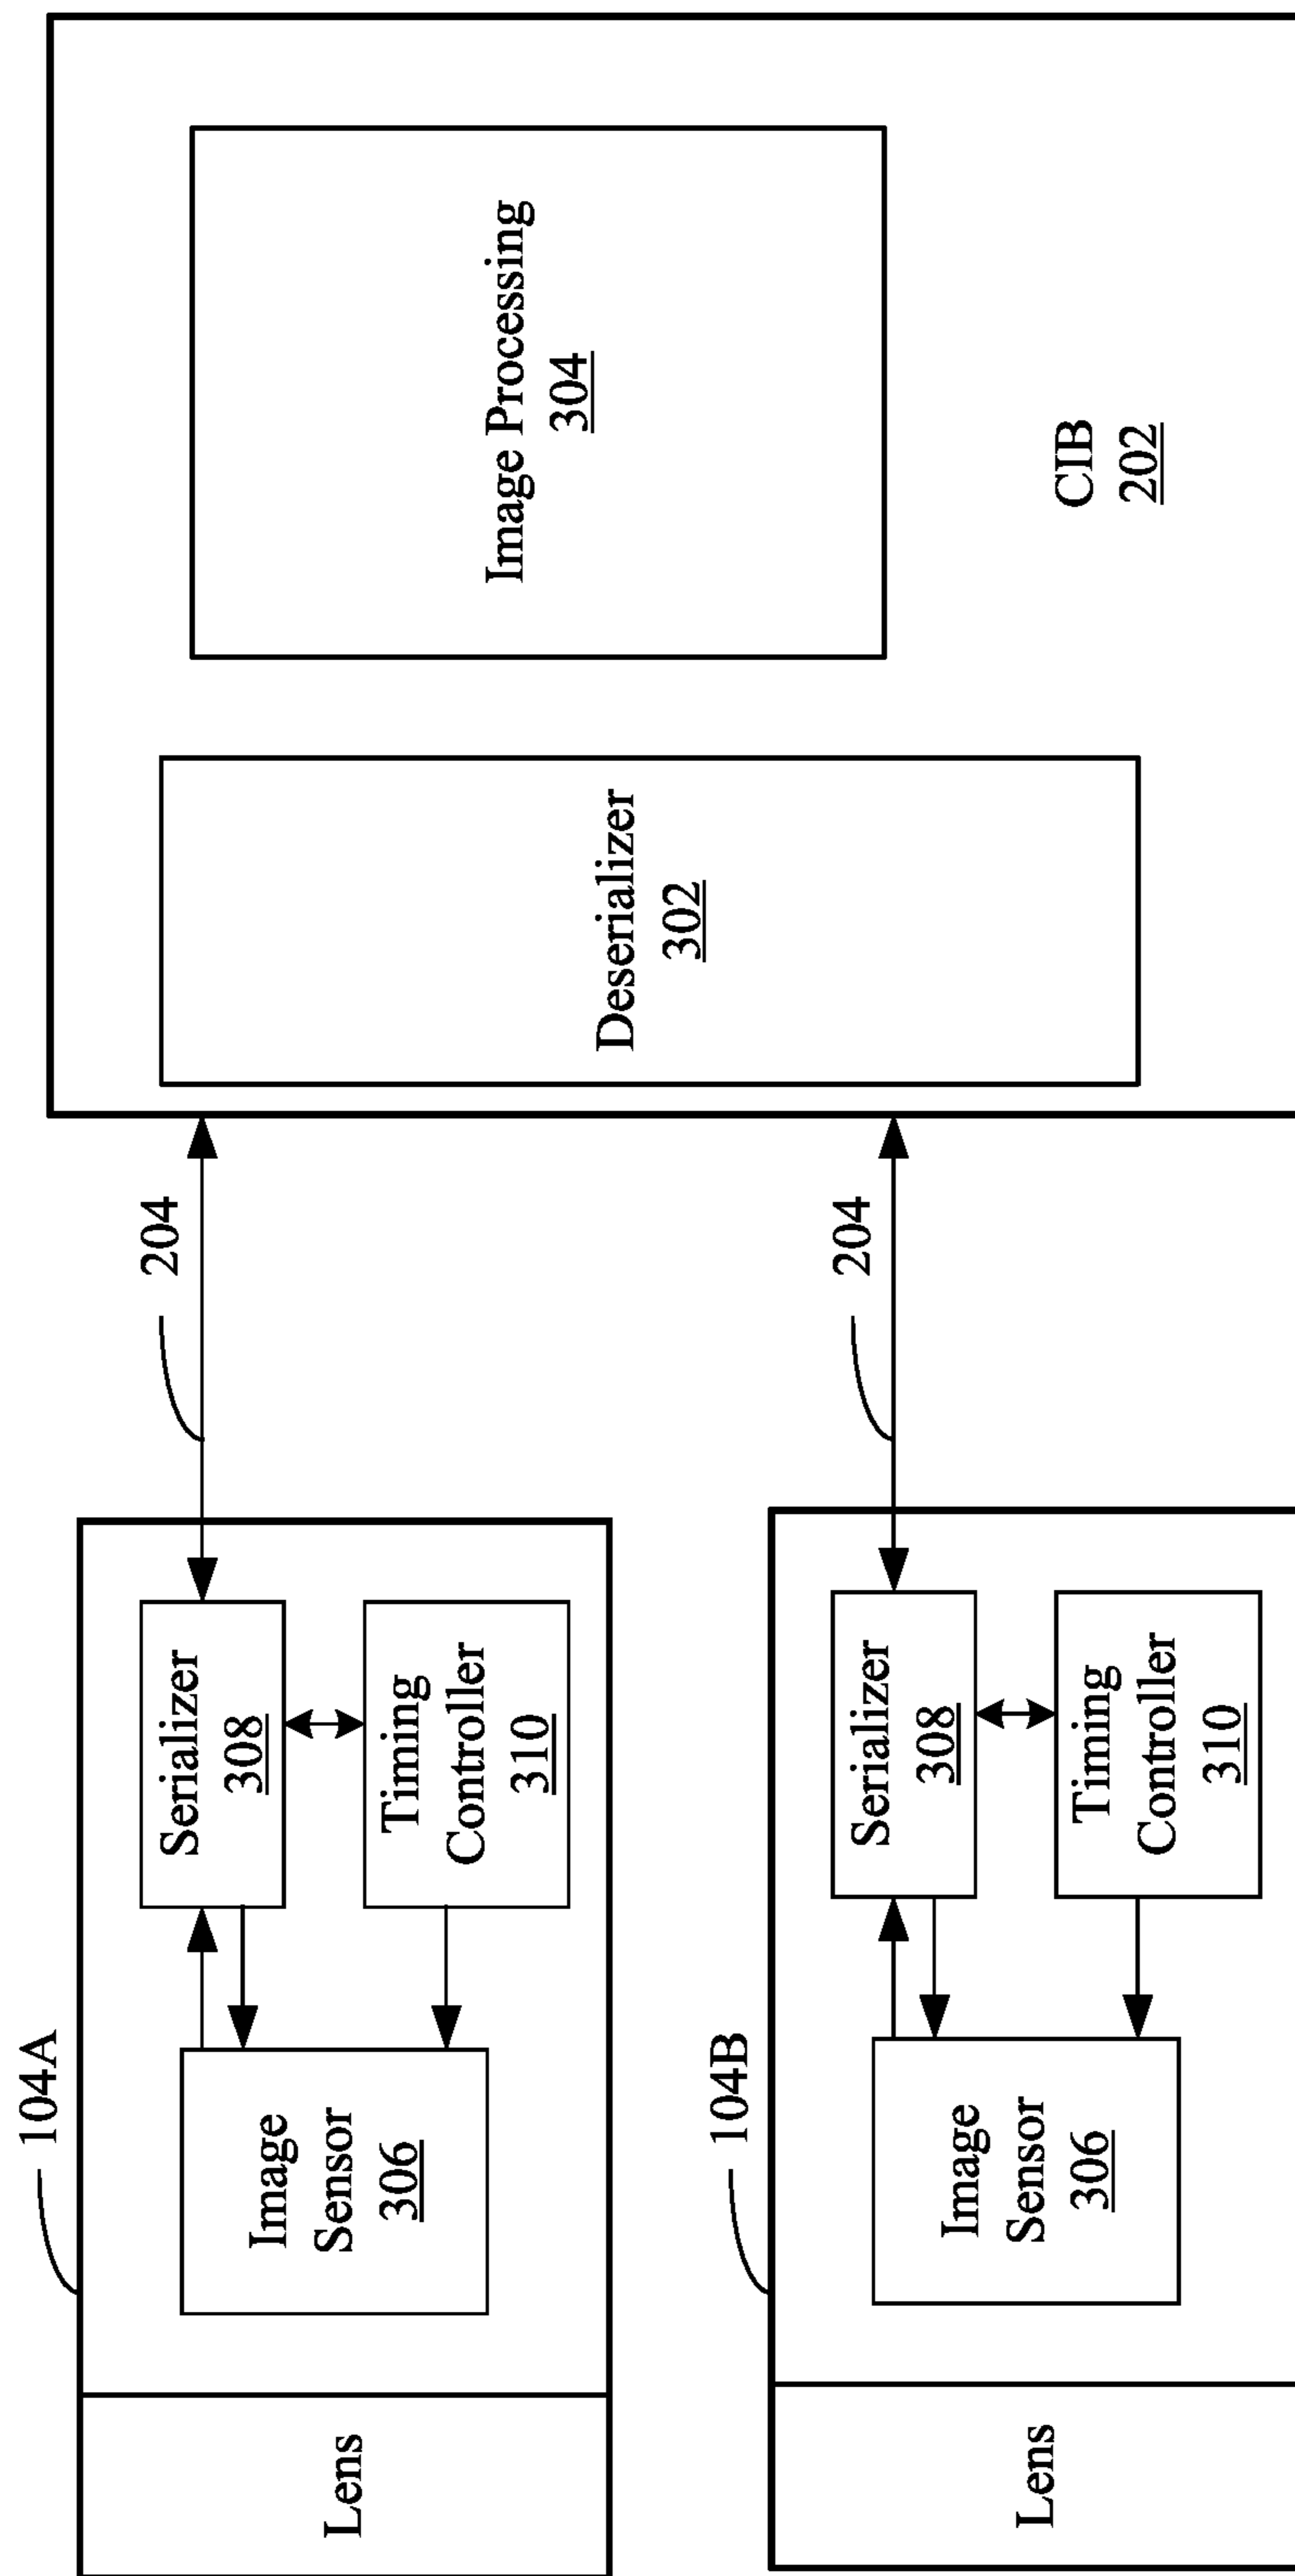 104A
Lens
Image
Sensor
306
Serializer
308
Timing
Controller
310
204
104B
Lens
Image
Sensor
306
Serializer
308
Timing
Controller
310
204
Deserializer
302
Image Processing
304
CIB
202